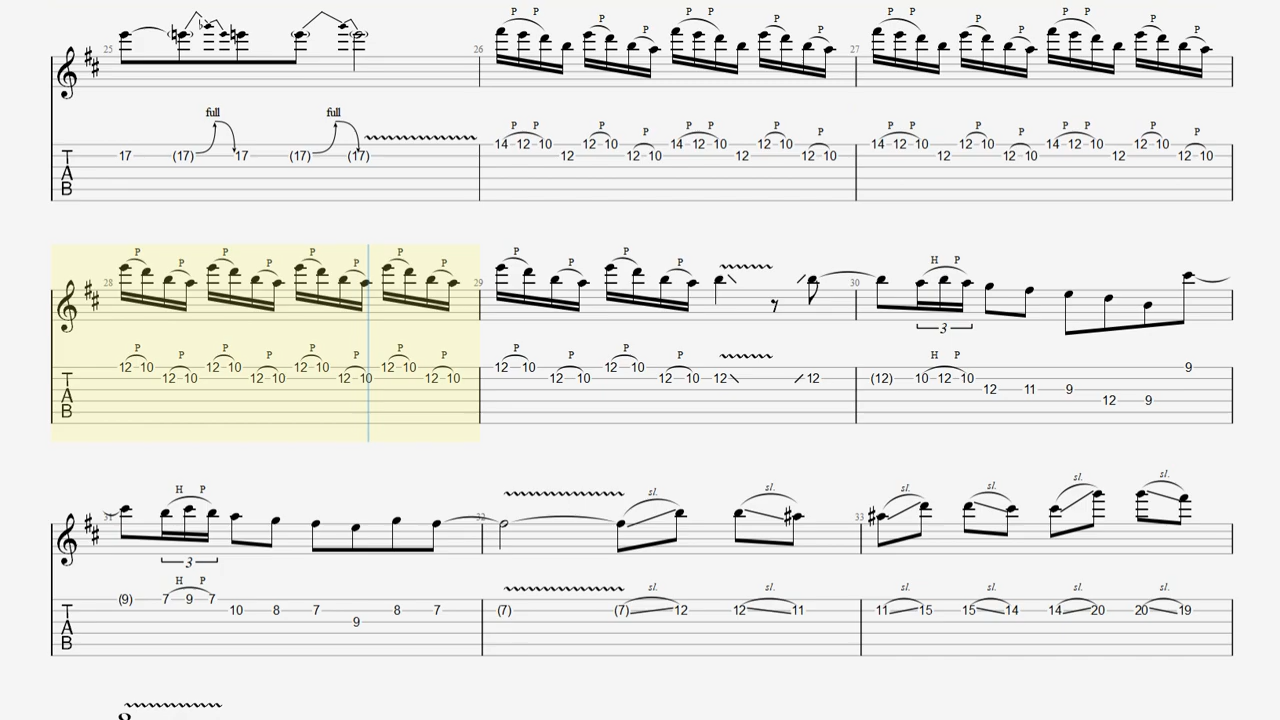 P P P P P P P P P P P P P P P P
25 26 27
full full
P P P P P P P P P P P P P P P P
14 12 10 12 10 14 12 10 12 10 14 12 10 12 10 14 12 10 12 10
17 (17) 17 (17) (17) 12 12 10 12 12 10 12 12 10 12 12 10
T
A
B
P P P P P P P P P P P P H P
28 29 30
3
P P P P P P P P P P P P H P
12 10 12 10 12 10 12 10 12 10 12 10 9
12 10 12 10 12 10 12 10 12 10 12 10 12 12 (12) 10 12 10
T
12 11 9
A
12 9
B
H P sl. sl. sl. sl. sl. sl.
31 32 33
3
H P sl. sl. sl. sl. sl. sl.
(9) 7 9 7
10 8 7 8 7 (7) (7) 12 12 11 11 15 15 14 14 20 20 19
T
9
A
B